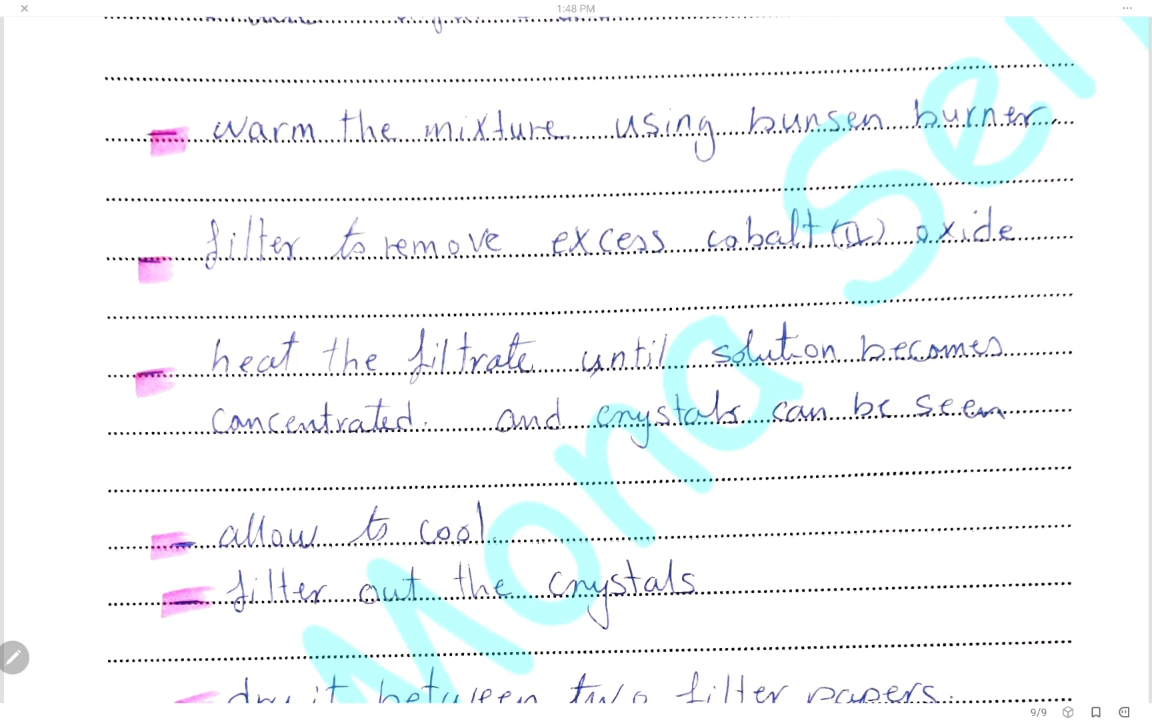 1:48 PM
- warm the mixture using bunsen burner.
- filter to remove excess cobalt (II) oxide
- heat the filtrate until solution becomes
concentrated. and crystals can be seen
- allow to cool
- filter out the crystals
- dry it between two filter papers.
Mona Ser
9/9